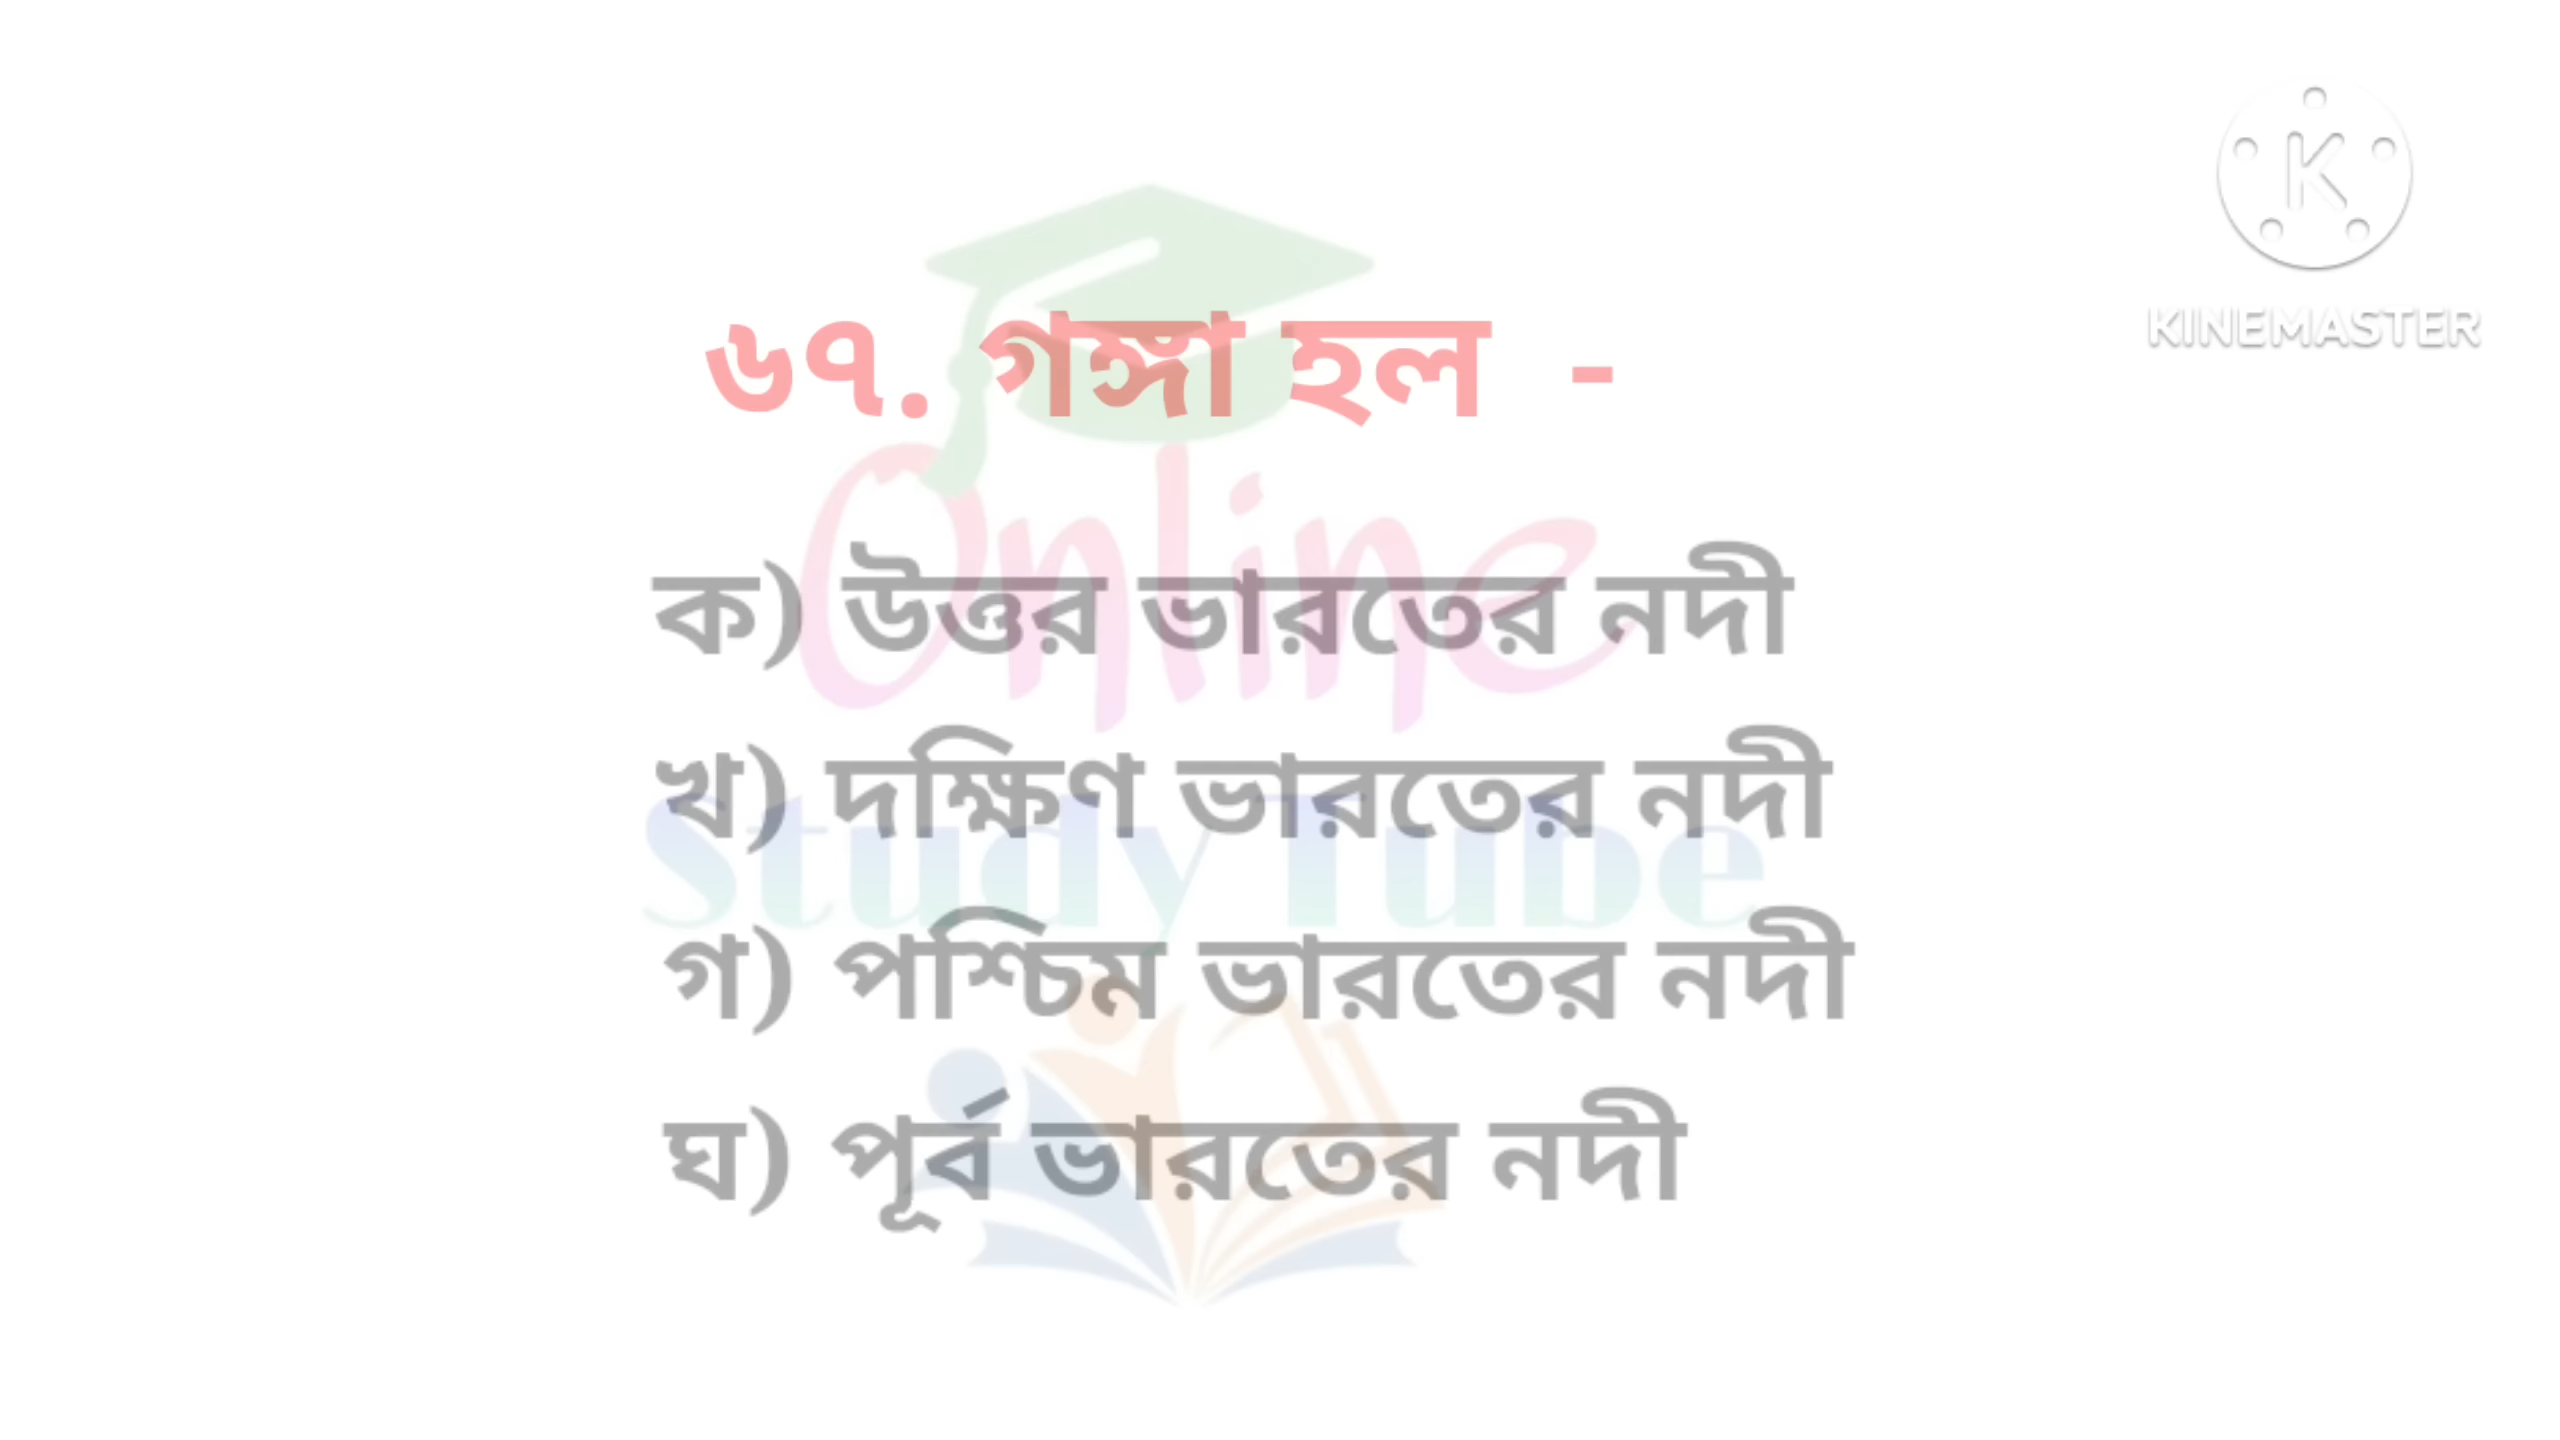 KINEMASTER
৬৭. গঙ্গা হল -
Online
ক) উত্তর ভারতের নদী
খ) দক্ষিণ ভারতের নদী
Study Tube
গ) পশ্চিম ভারতের নদী
ঘ) পূর্ব ভারতের নদী